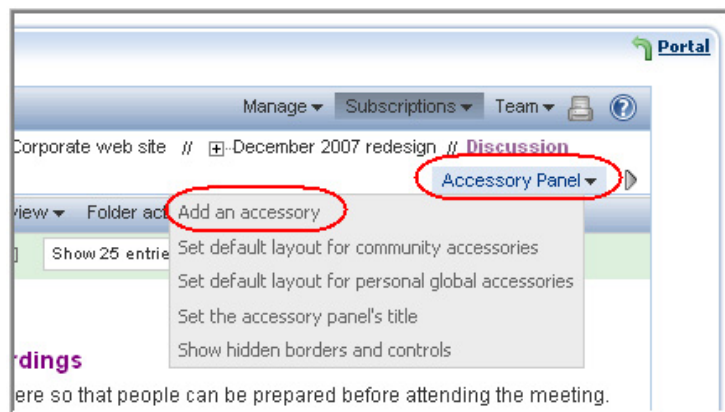 Portal
Manage Subscriptions Team
Corporate web site // December 2007 redesign // Discussion
Accessory Panel
view Folder act
Add an accessory
Show 25 entrie
Set default layout for community accessories
Set default layout for personal global accessories
Set the accessory panel's title
Show hidden borders and controls
rdings
ere so that people can be prepared before attending the meeting.